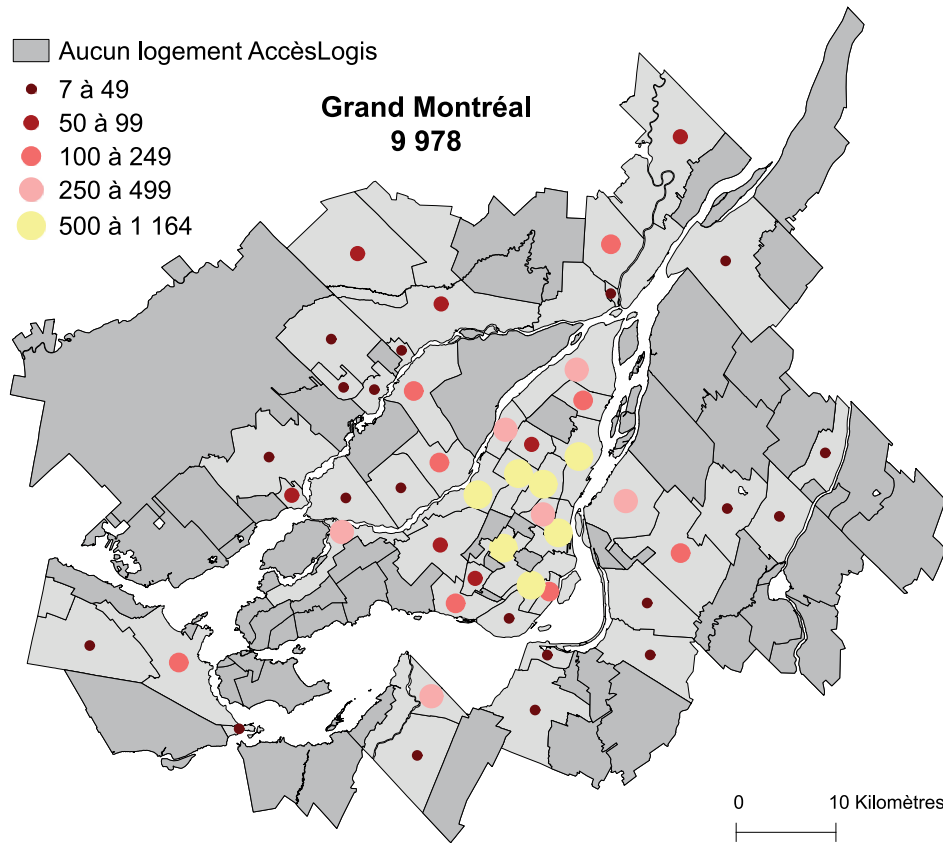 Aucun logement AccèsLogis
7 à 49
50 à 99
100 à 249
250 à 499
500 à 1 164
Grand Montréal
9 978
0 10 Kilomètres